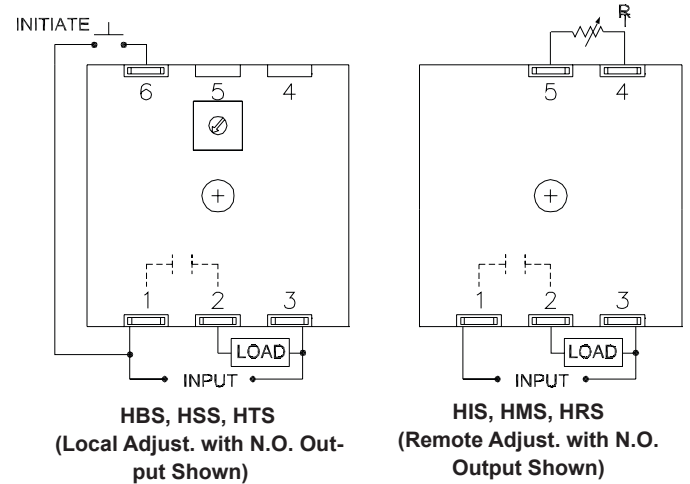 INITIATE
6 5 4
1 2 3
LOAD
INPUT
HBS, HSS, HTS
(Local Adjust. with N.O. Out-
put Shown)
R
5 4
1 2 3
LOAD
INPUT
HIS, HMS, HRS
(Remote Adjust. with N.O.
Output Shown)